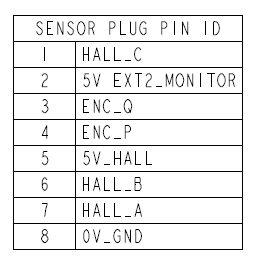 SENSOR PLUG PIN ID
1 HALL_C
2 5V EXT2_MONITOR
3 ENC_Q
4 ENC_P
5 5V_HALL
6 HALL_B
7 HALL_A
8 0V_GND